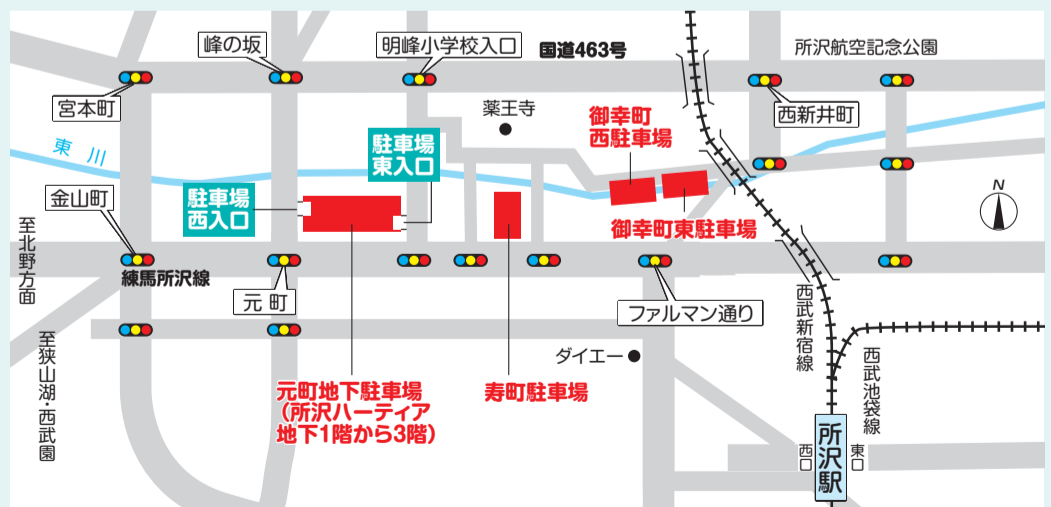 峰の坂
明峰小学校入口
国道463号
所沢航空記念公園
宮本町
西新井町
薬王寺
御幸町
西駐車場
東川
駐車場
東入口
金山町
駐車場
西入口
御幸町東駐車場
N
至北野方面
練馬所沢線
元町
ファルマン通り
西武新宿線
至狭山湖・西武園
ダイエー
西武池袋線
元町地下駐車場
（所沢ハーティア
地下1階から3階）
寿町駐車場
西口
所沢駅
東口